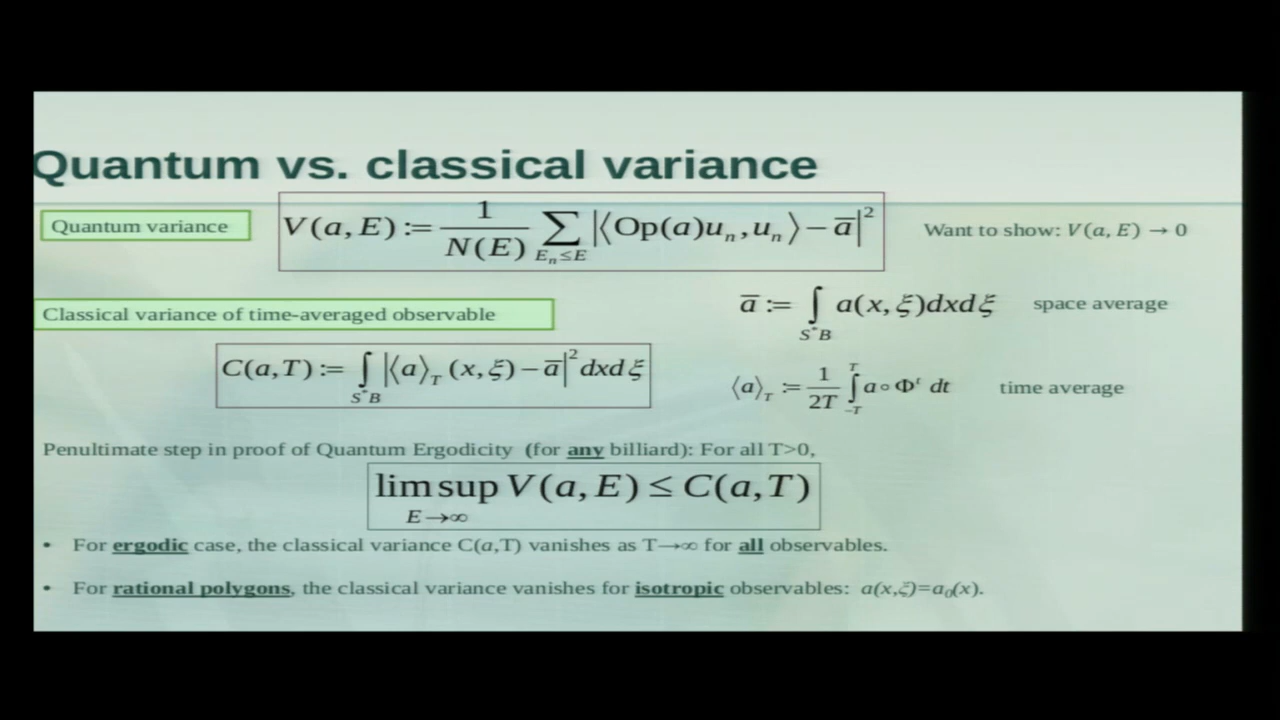 Quantum vs. classical variance
Quantum variance
V(a,E) := 1/N(E) ∑_{E_n≤E} |⟨Op(a)u_n,u_n⟩ − a̅|²
Want to show: V(a, E) → 0
a̅ := ∫_{S*B} a(x,ξ)dxdξ
space average
Classical variance of time-averaged observable
C(a,T) := ∫_{S*B} |⟨a⟩_T (x,ξ) − a̅|² dxdξ
⟨a⟩_T := 1/2T ∫_{-T}^{T} a∘Φ^t dt
time average
Penultimate step in proof of Quantum Ergodicity (for any billiard): For all T>0,
lim sup_{E→∞} V(a,E) ≤ C(a,T)
• For ergodic case, the classical variance C(a,T) vanishes as T→∞ for all observables.
• For rational polygons, the classical variance vanishes for isotropic observables: a(x,ξ)=a₀(x).